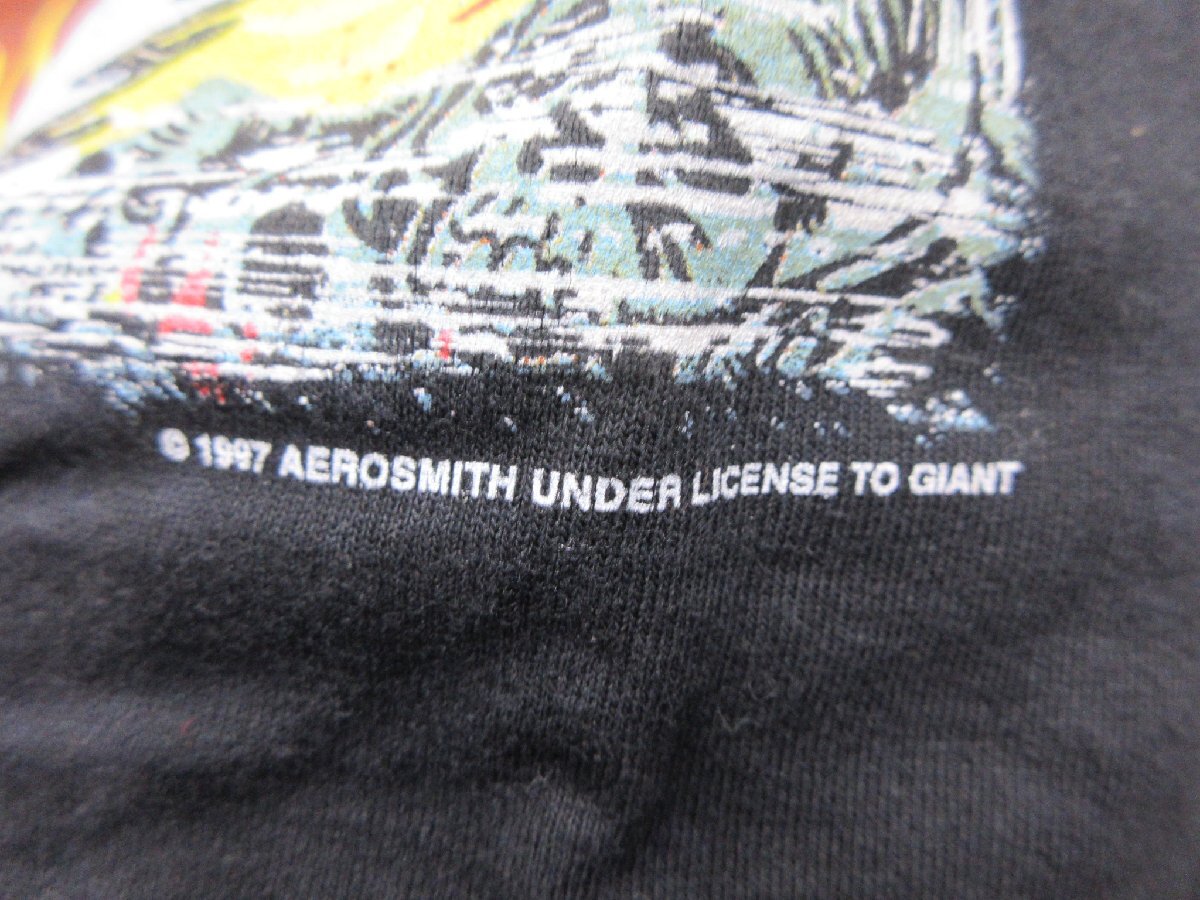 © 1997 AEROSMITH UNDER LICENSE TO GIANT